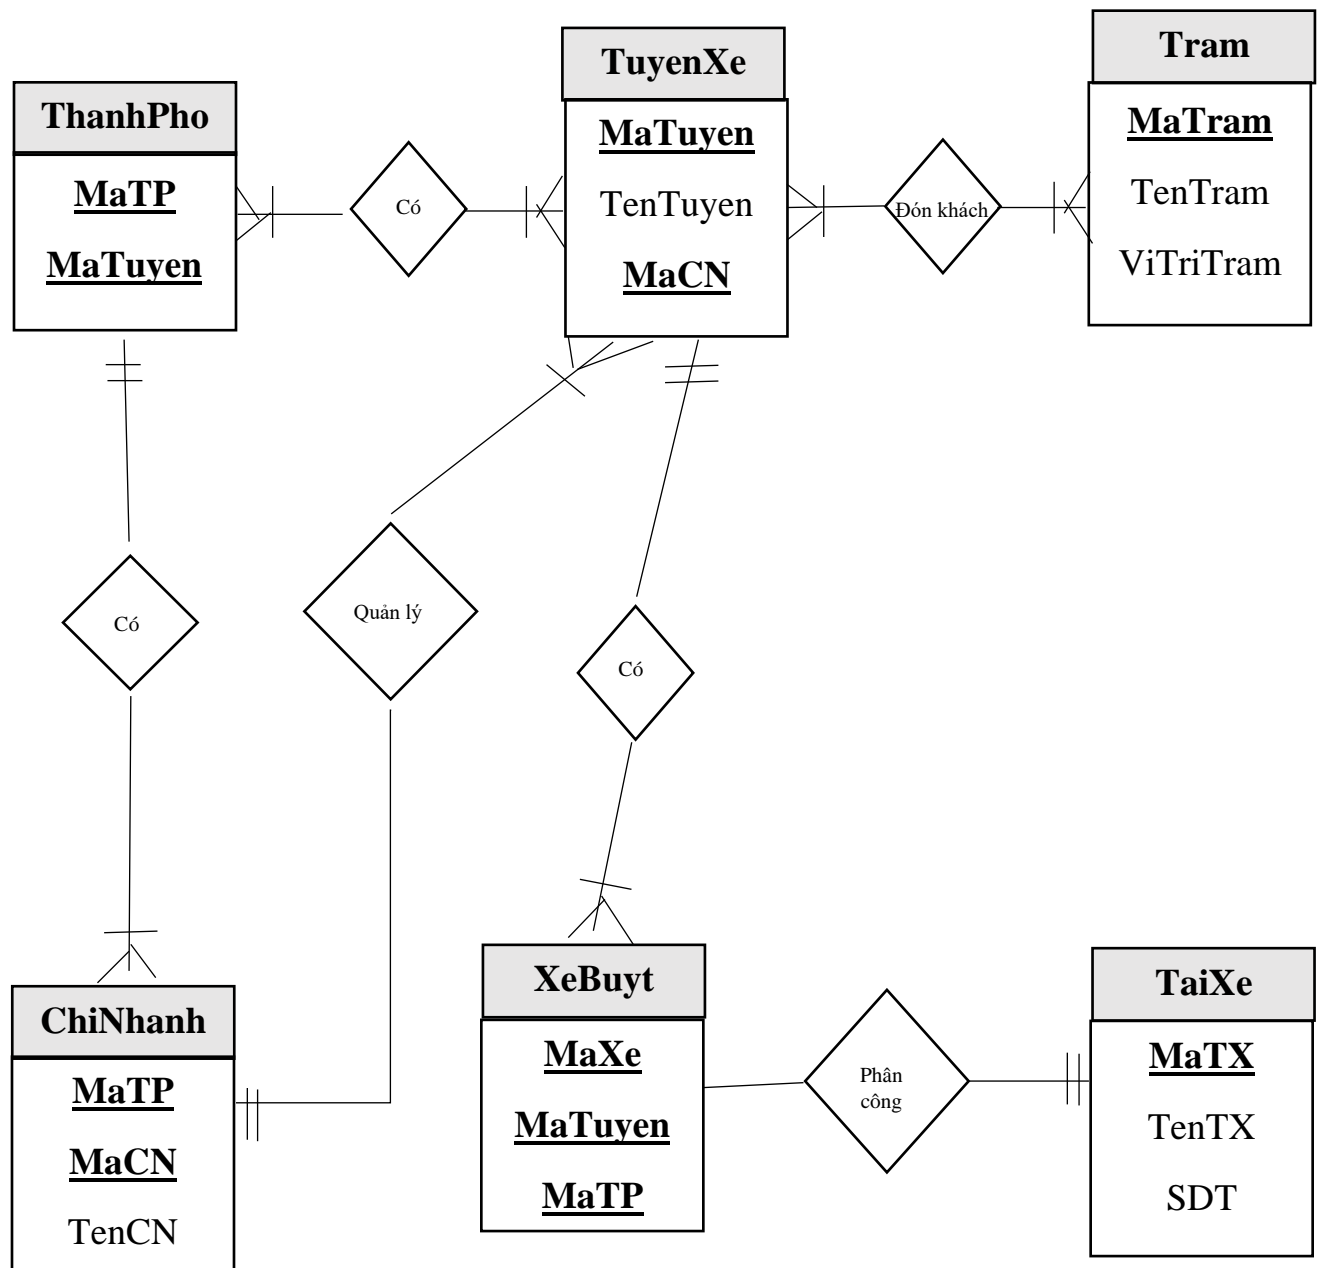 ThanhPho
MaTP
MaTuyen
Có
TuyenXe
MaTuyen
TenTuyen
MaCN
Đón khách
Tram
MaTram
TenTram
ViTriTram
Có
Quản lý
Có
ChiNhanh
MaTP
MaCN
TenCN
XeBuyt
MaXe
MaTuyen
MaTP
Phân
công
TaiXe
MaTX
TenTX
SDT